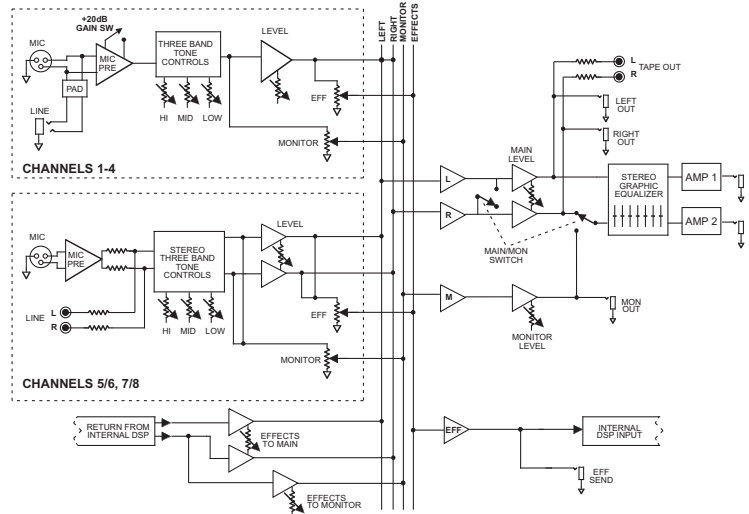 +20dB
GAIN SW
MIC
MIC
PRE
PAD
LINE
THREE BAND
TONE
CONTROLS
HI MID LOW
LEVEL
EFF
MONITOR
CHANNELS 1-4
LEFT
RIGHT
MONITOR
EFFECTS
L
R
TAPE OUT
LEFT
OUT
RIGHT
OUT
MAIN
LEVEL
L
R
MAIN/MON
SWITCH
STEREO
GRAPHIC
EQUALIZER
AMP 1
AMP 2
M
MONITOR
LEVEL
MON
OUT
MIC
MIC
PRE
LINE
L
R
STEREO
THREE BAND
TONE
CONTROLS
HI MID LOW
LEVEL
EFF
MONITOR
CHANNELS 5/6, 7/8
RETURN FROM
INTERNAL DSP
EFFECTS
TO MAIN
EFFECTS
TO MONITOR
EFF
INTERNAL
DSP INPUT
EFF
SEND